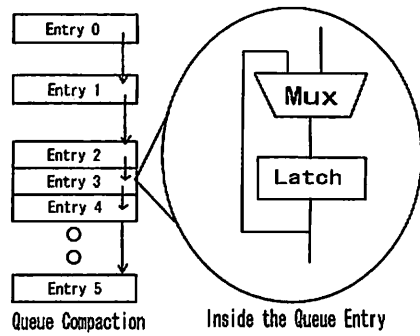 Entry 0
Entry 1
Entry 2
Entry 3
Entry 4
Entry 5
Queue Compaction
Mux
Latch
Inside the Queue Entry